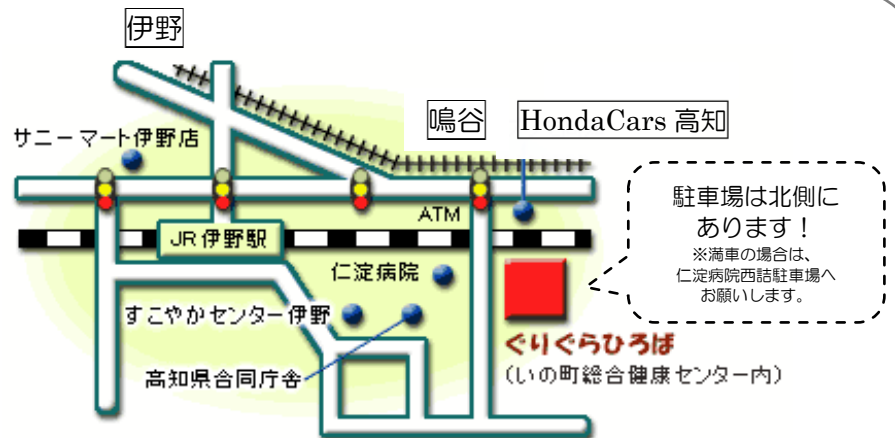 伊野
鳴谷
HondaCars 高知
サニーマート伊野店
ATM
JR伊野駅
駐車場は北側に
あります！
※満車の場合は、
仁淀病院西詰駐車場へ
お願いします。
仁淀病院
すこやかセンター伊野
高知県合同庁舎
ぐりぐらひろば
(いの町総合健康センター内)